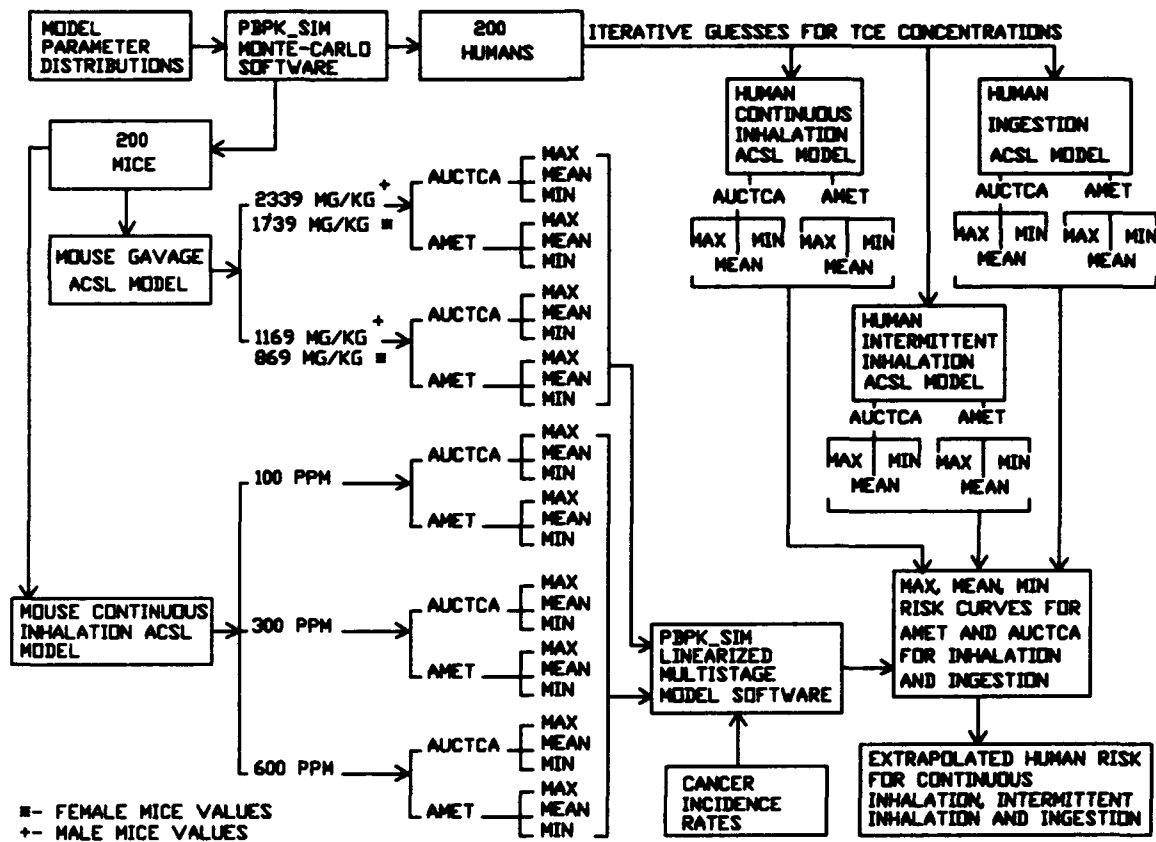 MODEL
PARAMETER
DISTRIBUTIONS
PBPK_SIM
MONTE-CARLO
SOFTWARE
200
HUMANS
ITERATIVE GUESSES FOR TCE CONCENTRATIONS
HUMAN
CONTINUOUS
INHALATION
ACSL MODEL
AUCTCA AMET
MAX MIN
MEAN
MAX MIN
MEAN
HUMAN
INGESTION
ACSL MODEL
AUCTCA AMET
MAX MIN
MEAN
MAX MIN
MEAN
HUMAN
INTERMITTENT
INHALATION
ACSL MODEL
AUCTCA AMET
MAX MIN
MEAN
MAX MIN
MEAN
200
MICE
MOUSE GAVAGE
ACSL MODEL
2339 MG/KG +
1739 MG/KG *
AUCTCA
MAX
MEAN
MIN
AMET
MAX
MEAN
MIN
1169 MG/KG +
869 MG/KG *
AUCTCA
MAX
MEAN
MIN
AMET
MAX
MEAN
MIN
MOUSE CONTINUOUS
INHALATION ACSL
MODEL
100 PPM
AUCTCA
MAX
MEAN
MIN
AMET
MAX
MEAN
MIN
300 PPM
AUCTCA
MAX
MEAN
MIN
AMET
MAX
MEAN
MIN
600 PPM
AUCTCA
MAX
MEAN
MIN
AMET
MAX
MEAN
MIN
PBPK_SIM
LINEARIZED
MULTISTAGE
MODEL SOFTWARE
CANCER
INCIDENCE
RATES
MAX, MEAN, MIN
RISK CURVES FOR
AMET AND AUCTCA
FOR INHALATION
AND INGESTION
EXTRAPOLATED HUMAN RISK
FOR CONTINUOUS
INHALATION, INTERMITTENT
INHALATION AND INGESTION
*- FEMALE MICE VALUES
+- MALE MICE VALUES